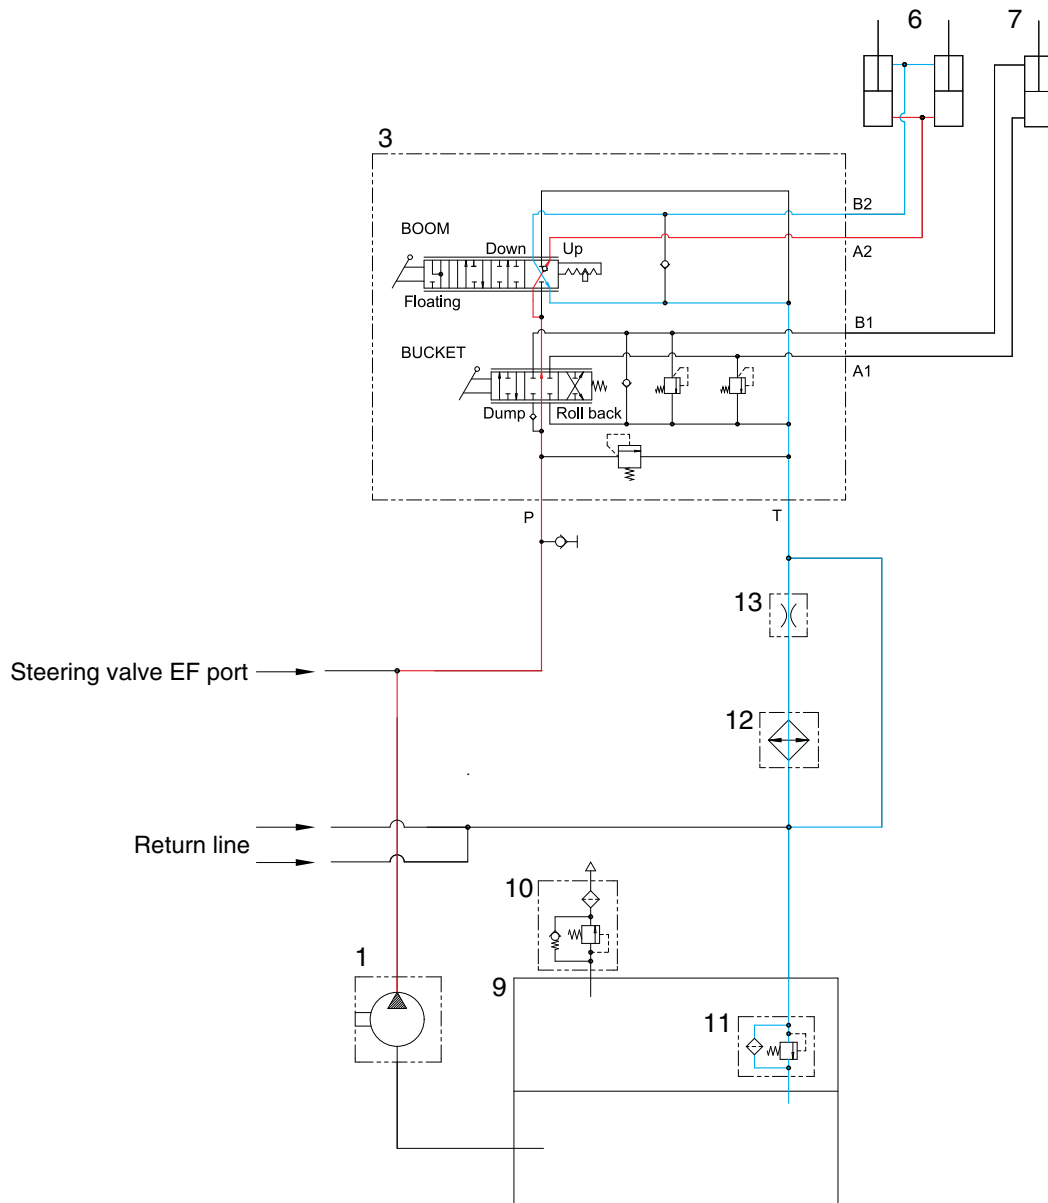 6 7
3
B2
BOOM
Down Up
A2
Floating
B1
BUCKET
A1
Dump Roll back
P T
13
Steering valve EF port
12
Return line
10
1
9
11